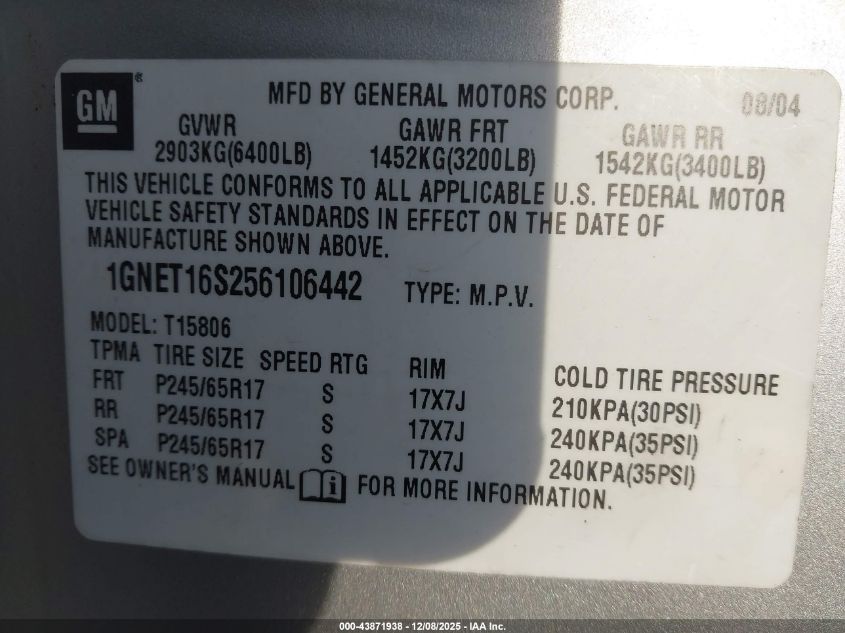 GM
MFD BY GENERAL MOTORS CORP. 08/04
GVWR GAWR FRT GAWR RR
2903KG(6400LB) 1452KG(3200LB) 1542KG(3400LB)
THIS VEHICLE CONFORMS TO ALL APPLICABLE U.S. FEDERAL MOTOR
VEHICLE SAFETY STANDARDS IN EFFECT ON THE DATE OF
MANUFACTURE SHOWN ABOVE.
1GNET16S256106442 TYPE: M.P.V.
MODEL: T15806
TPMA TIRE SIZE SPEED RTG RIM COLD TIRE PRESSURE
FRT P245/65R17 S 17X7J 210KPA(30PSI)
RR P245/65R17 S 17X7J 240KPA(35PSI)
SPA P245/65R17 S 17X7J 240KPA(35PSI)
SEE OWNER'S MANUAL i FOR MORE INFORMATION.
000-43871938 - 12/08/2025 - IAA Inc.